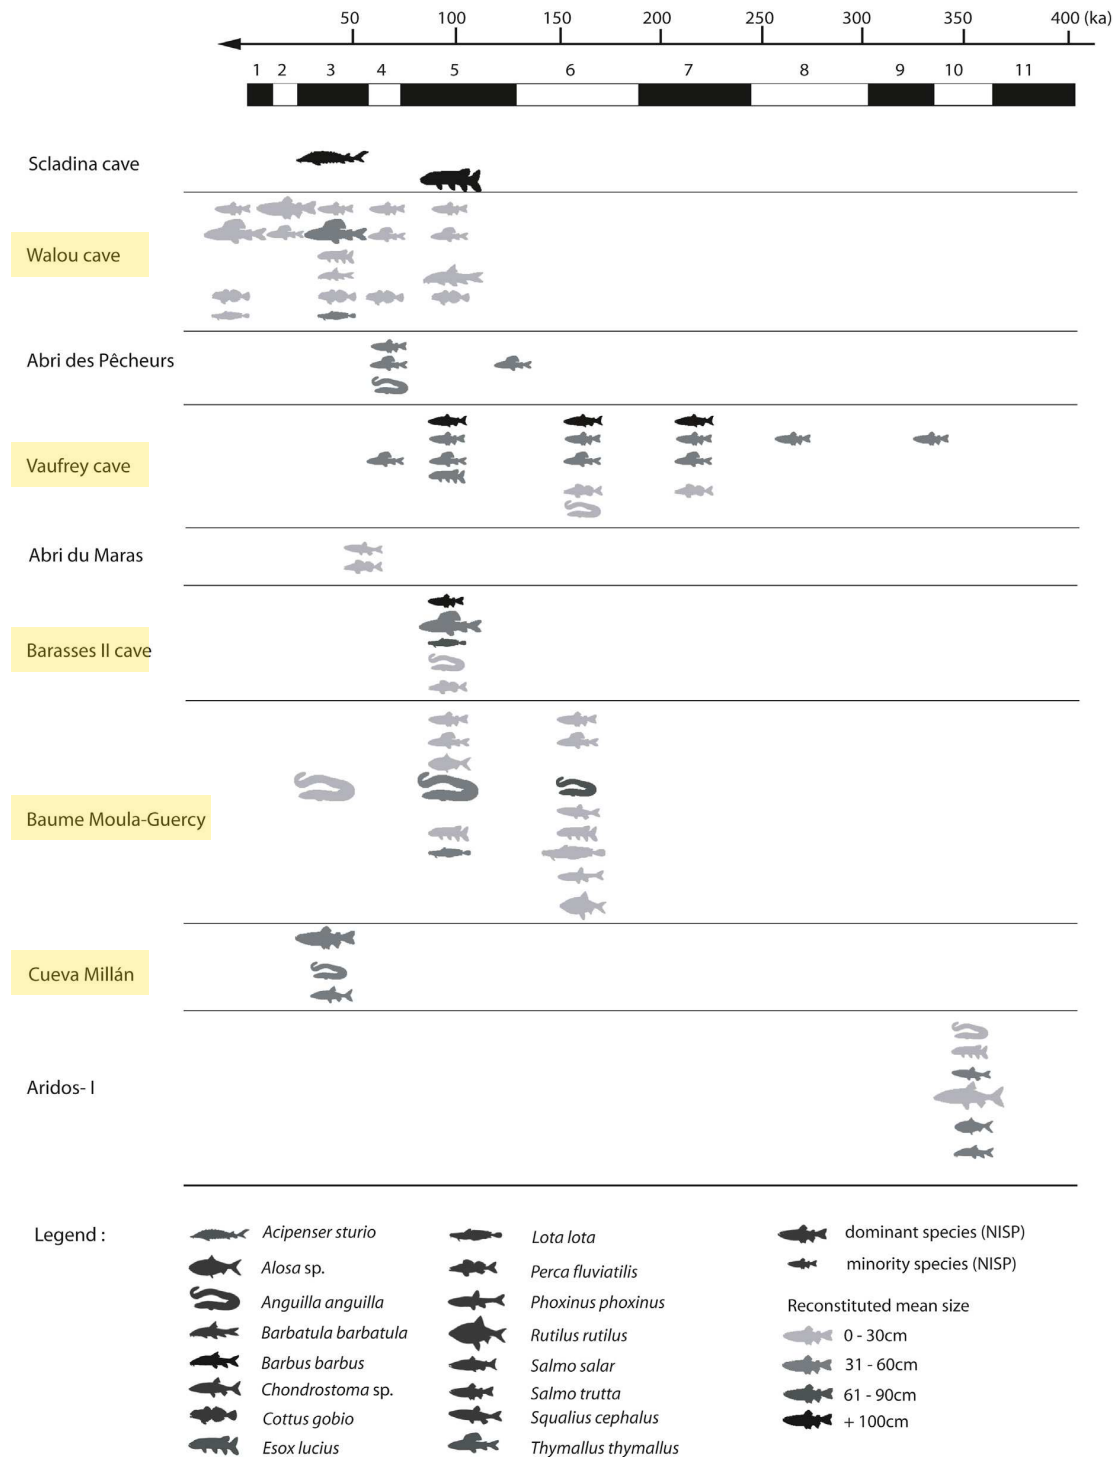 50 100 150 200 250 300 350 400 (ka)
1 2 3 4 5 6 7 8 9 10 11
Scladina cave
Walou cave
Abri des Pêcheurs
Vaufrey cave
Abri du Maras
Barasses II cave
Baume Moula-Guercy
Cueva Millán
Aridos- I
Legend :
Acipenser sturio
Alosa sp.
Anguilla anguilla
Barbatula barbatula
Barbus barbus
Chondrostoma sp.
Cottus gobio
Esox lucius
Lota lota
Perca fluviatilis
Phoxinus phoxinus
Rutilus rutilus
Salmo salar
Salmo trutta
Squalius cephalus
Thymallus thymallus
dominant species (NISP)
minority species (NISP)
Reconstituted mean size
0 - 30cm
31 - 60cm
61 - 90cm
+ 100cm